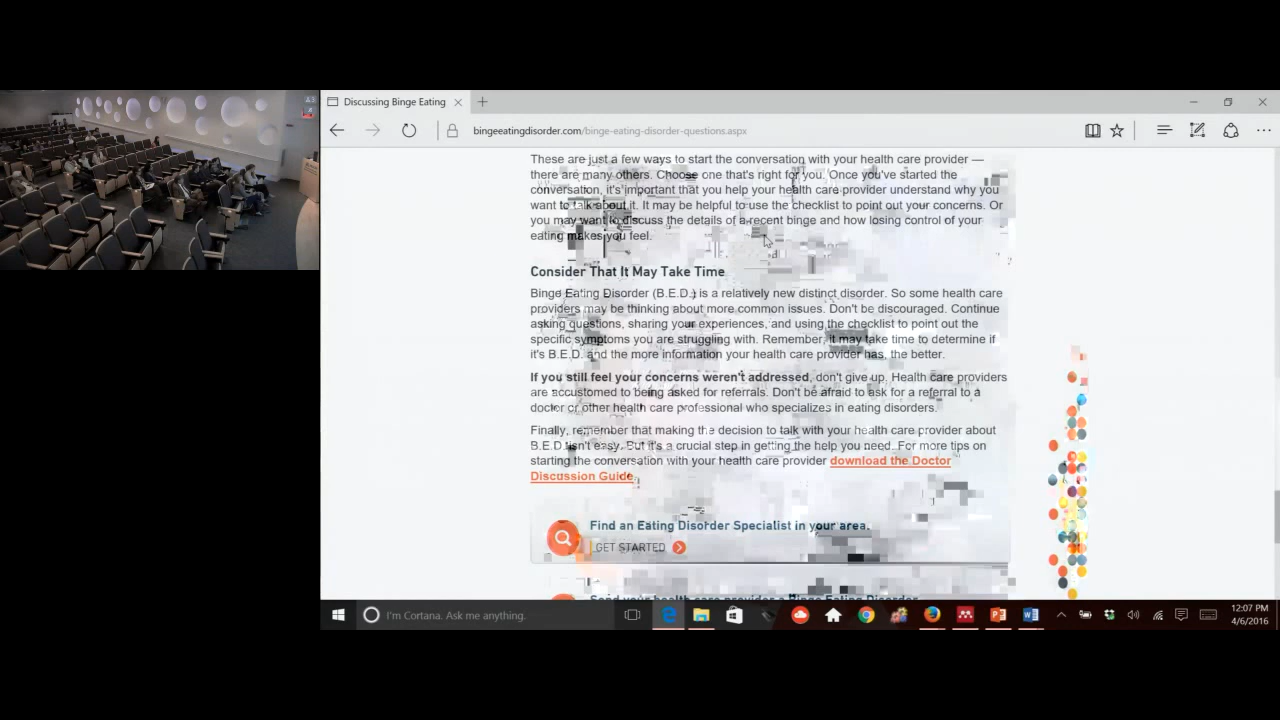 A3
Discussing Binge Eating
bingeeatingdisorder.com/binge-eating-disorder-questions.aspx
These are just a few ways to start the conversation with your health care provider —
there are many others. Choose one that's right for you. Once you've started the
conversation, it's important that you help your health care provider understand why you
want to talk about it. It may be helpful to use the checklist to point out your concerns. Or
you may want to discuss the details of a recent binge and how losing control of your
eating makes you feel.
Consider That It May Take Time
Binge Eating Disorder (B.E.D.) is a relatively new distinct disorder. So some health care
providers may be thinking about more common issues. Don't be discouraged. Continue
asking questions, sharing your experiences, and using the checklist to point out the
specific symptoms you are struggling with. Remember, it may take time to determine if
it's B.E.D. and the more information your health care provider has, the better.
If you still feel your concerns weren't addressed, don't give up. Health care providers
are accustomed to being asked for referrals. Don't be afraid to ask for a referral to a
doctor or other health care professional who specializes in eating disorders.
Finally, remember that making the decision to talk with your health care provider about
B.E.D. isn't easy. But it's a crucial step in getting the help you need. For more tips on
starting the conversation with your health care provider download the Doctor
Discussion Guide.
Find an Eating Disorder Specialist in your area.
GET STARTED
Send your health care provider a Binge Eating Disorder
I'm Cortana. Ask me anything.
12:07 PM
4/6/2016